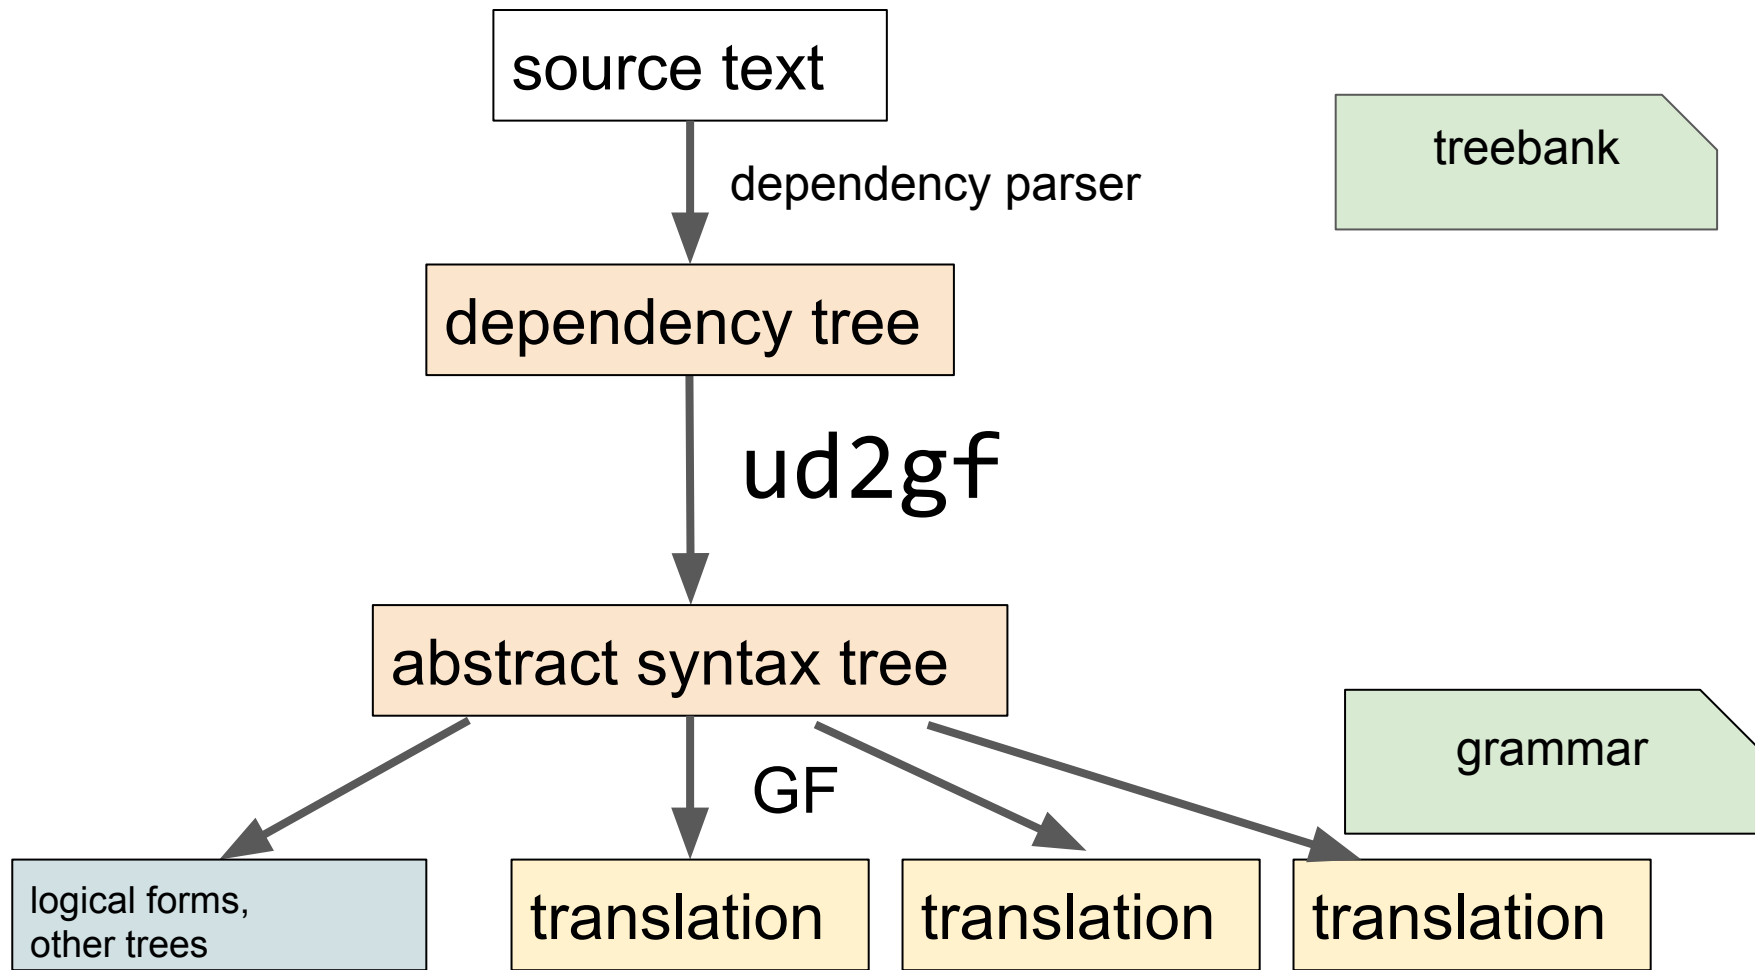 source text
treebank
dependency parser
dependency tree
ud2gf
abstract syntax tree
grammar
GF
logical forms,
other trees
translation
translation
translation